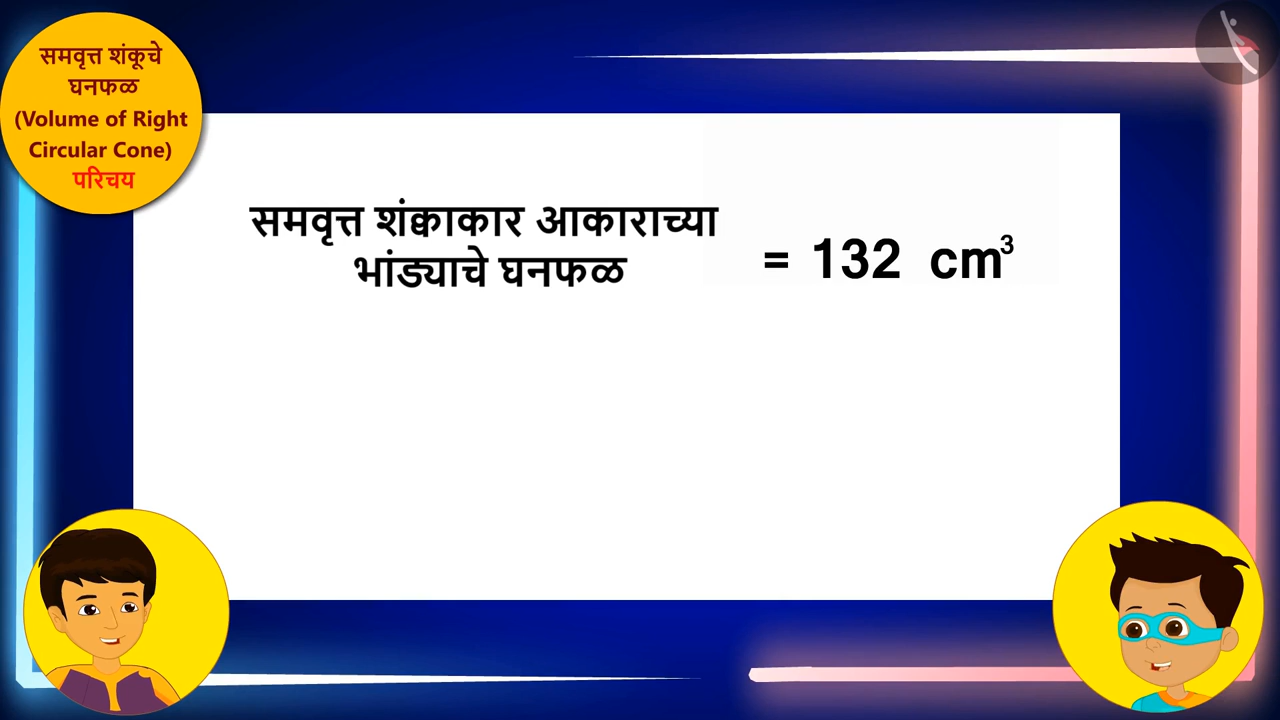 समवृत्त शंकूचे
घनफळ
(Volume of Right
Circular Cone)
परिचय
समवृत्त शंक्वाकार आकाराच्या
भांड्याचे घनफळ
= 132 cm³